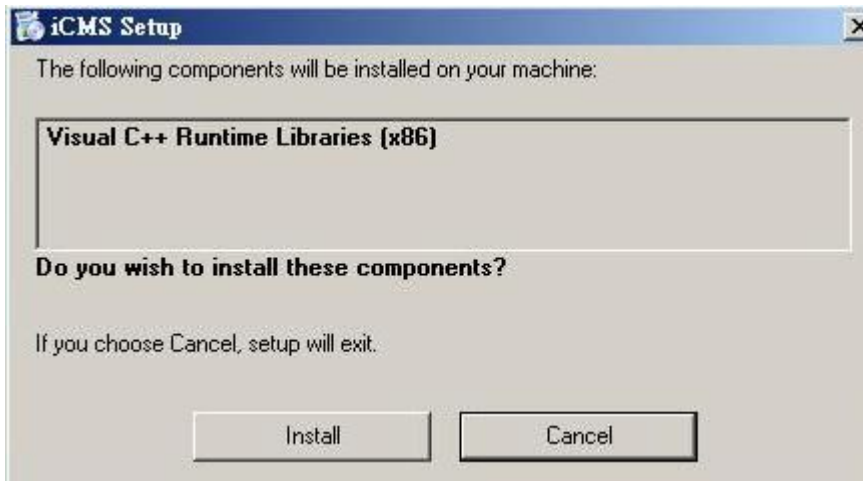 iCMS Setup
The following components will be installed on your machine:
Visual C++ Runtime Libraries (x86)
Do you wish to install these components?
If you choose Cancel, setup will exit.
Install
Cancel